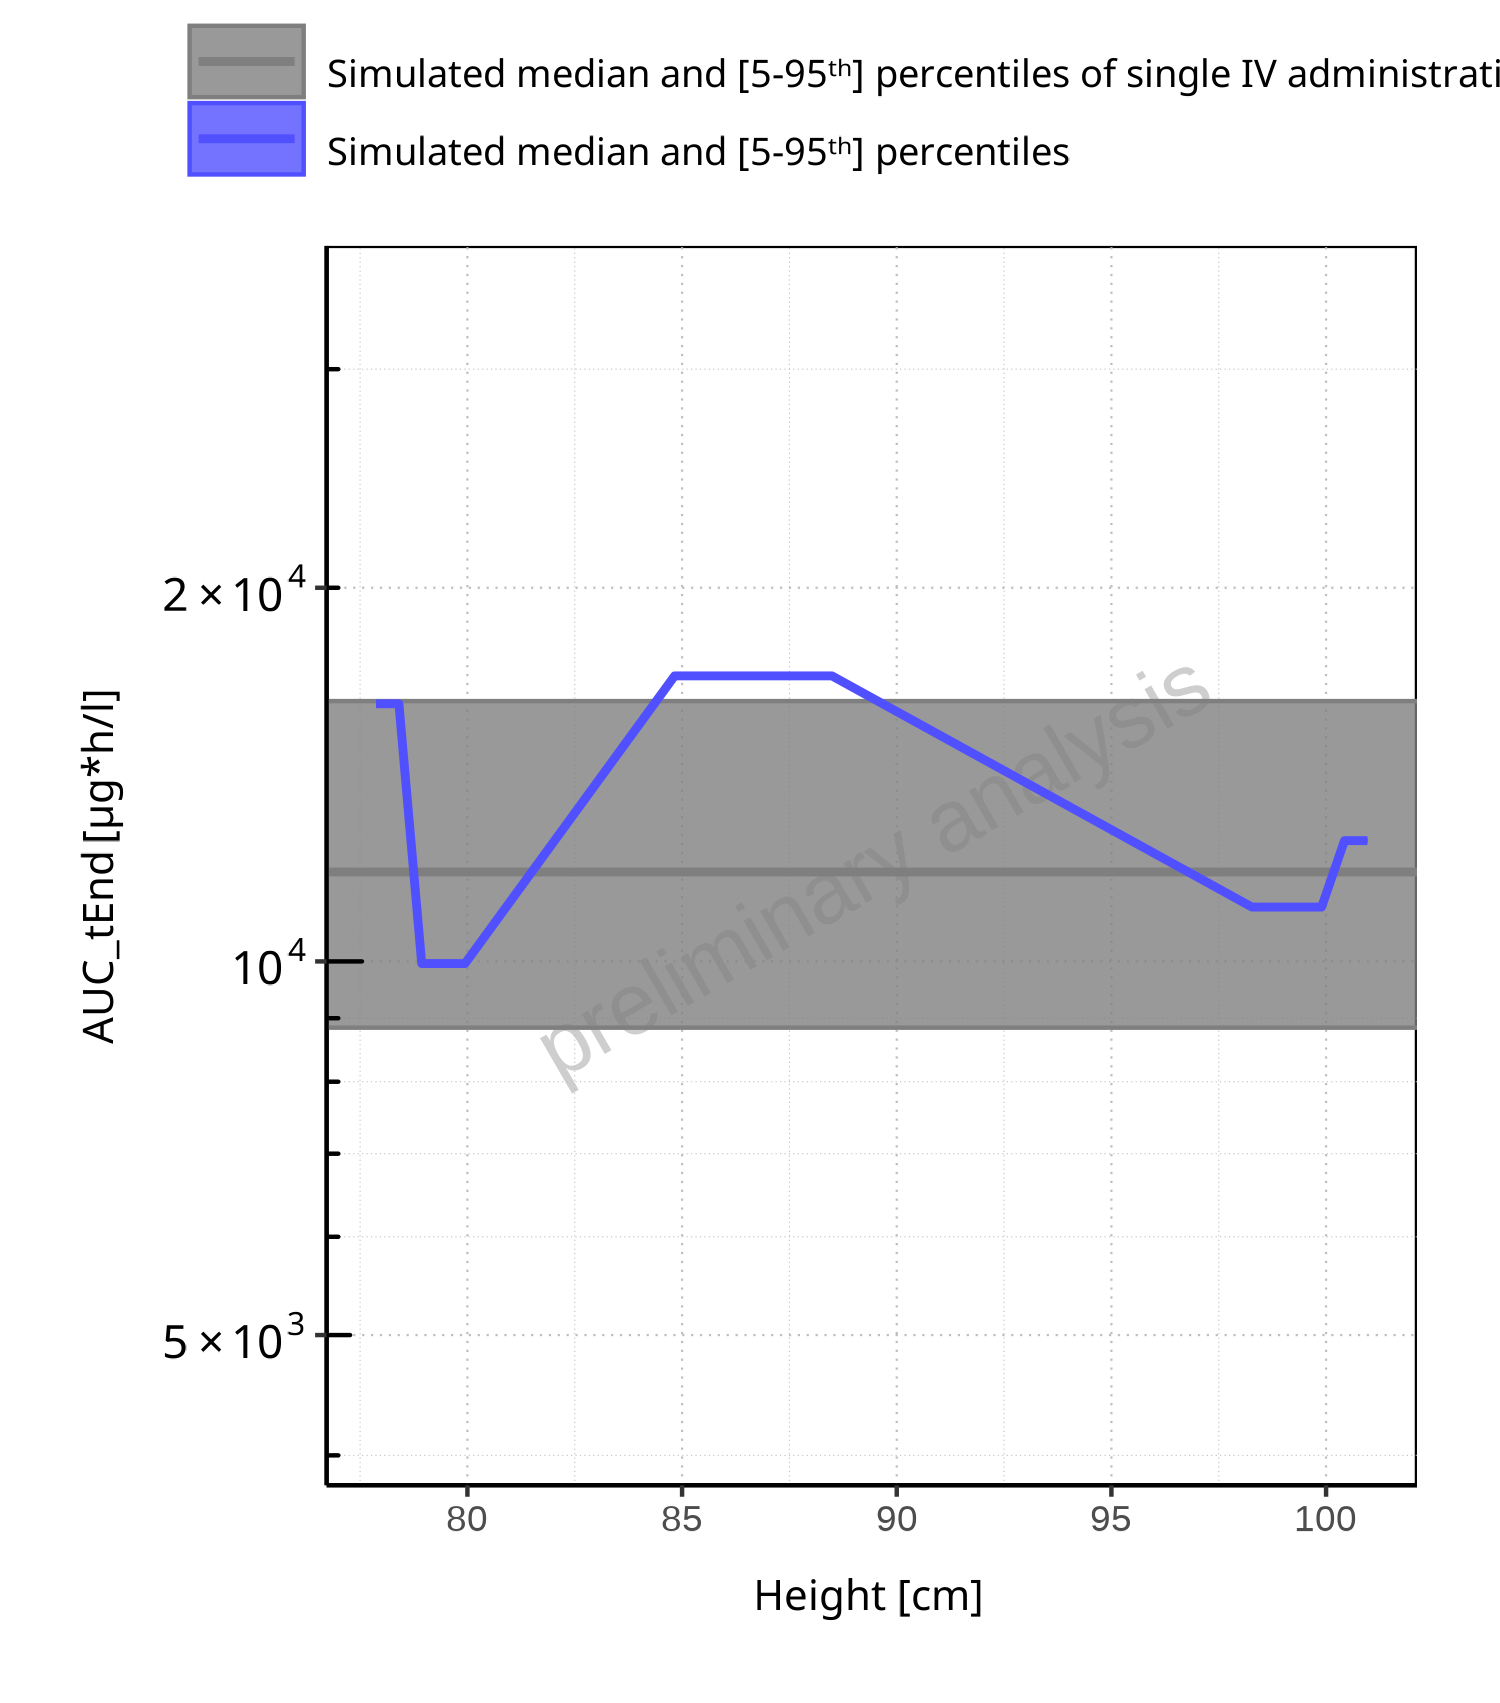 Simulated median and [5-95ᵗʰ] percentiles of single IV administrati
Simulated median and [5-95ᵗʰ] percentiles
2 × 10⁴
10⁴
5 × 10³
AUC_tEnd [µg*h/l]
preliminary analysis
80 85 90 95 100
Height [cm]